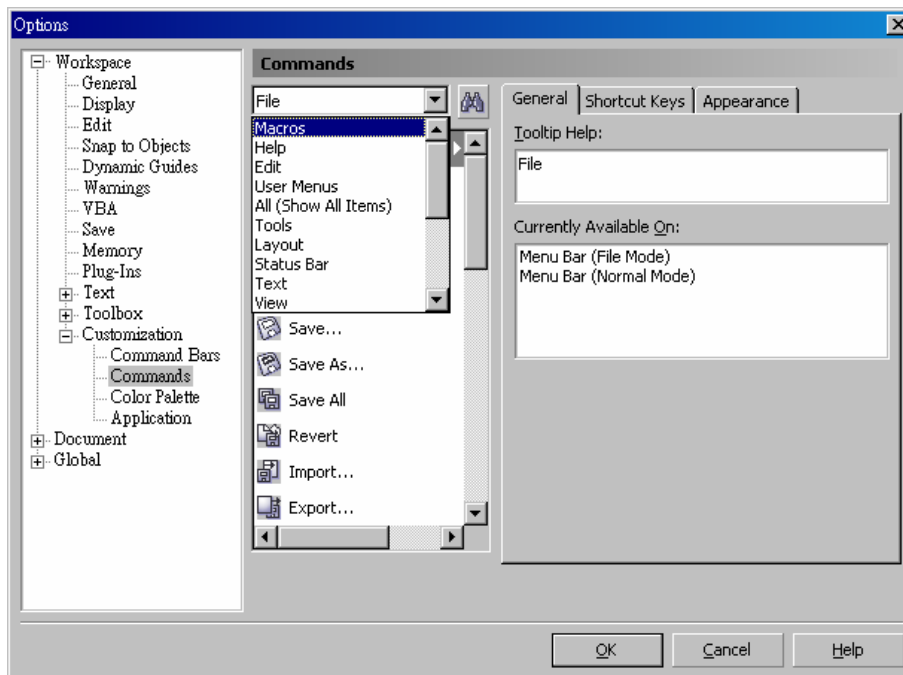 Options
Workspace
General
Display
Edit
Snap to Objects
Dynamic Guides
Warnings
VBA
Save
Memory
Plug-Ins
Text
Toolbox
Customization
Command Bars
Commands
Color Palette
Application
Document
Global
Commands
File
Macros
Help
Edit
User Menus
All (Show All Items)
Tools
Layout
Status Bar
Text
View
Save...
Save As...
Save All
Revert
Import...
Export...
General Shortcut Keys Appearance
Tooltip Help:
File
Currently Available On:
Menu Bar (File Mode)
Menu Bar (Normal Mode)
OK Cancel Help